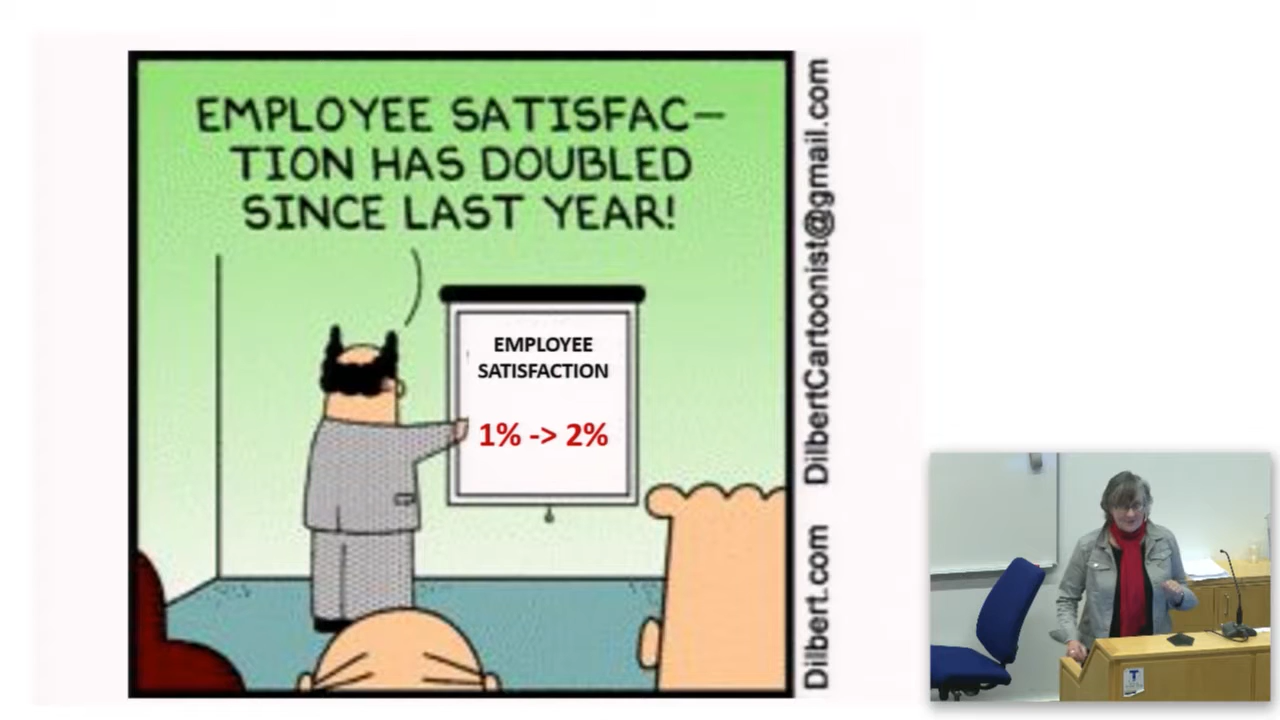 EMPLOYEE SATISFAC–
TION HAS DOUBLED
SINCE LAST YEAR!
EMPLOYEE
SATISFACTION
1% -> 2%
Dilbert.com DilbertCartoonist@gmail.com
T